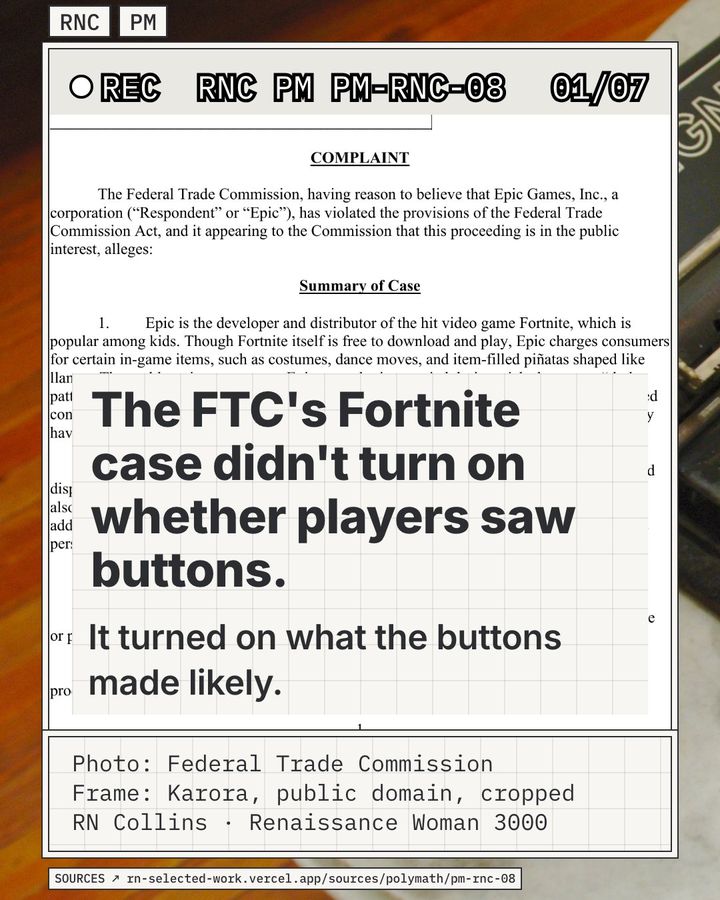 RNC PM
REC RNC PM PM-RNC-08 01/07
COMPLAINT
The Federal Trade Commission, having reason to believe that Epic Games, Inc., a
corporation (“Respondent” or “Epic”), has violated the provisions of the Federal Trade
Commission Act, and it appearing to the Commission that this proceeding is in the public
interest, alleges:
Summary of Case
1. Epic is the developer and distributor of the hit video game Fortnite, which is
popular among kids. Though Fortnite itself is free to download and play, Epic charges consumers
for certain in-game items, such as costumes, dance moves, and item-filled piñatas shaped like
The FTC's Fortnite
case didn't turn on
whether players saw
buttons.
It turned on what the buttons
made likely.
or
Photo: Federal Trade Commission
Frame: Karora, public domain, cropped
RN Collins · Renaissance Woman 3000
SOURCES ↗ rn-selected-work.vercel.app/sources/polymath/pm-rnc-08